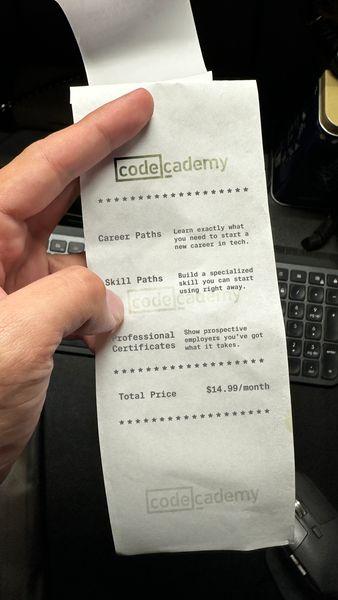 codecademy
*******************
Career Paths Learn exactly what
you need to start a
new career in tech.
Skill Paths Build a specialized
skill you can start
using right away.
codecademy
Professional Show prospective
Certificates employers you've got
what it takes.
*******************
Total Price $14.99/month
*******************
codecademy